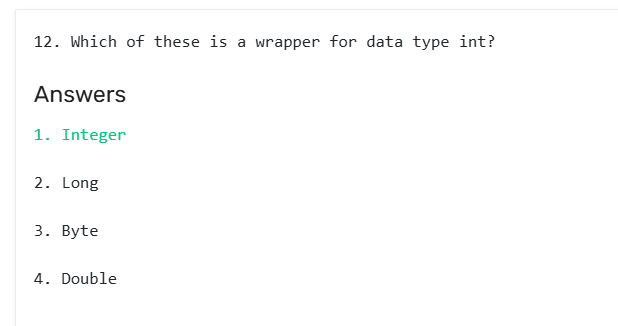 12. Which of these is a wrapper for data type int?
Answers
1. Integer
2. Long
3. Byte
4. Double